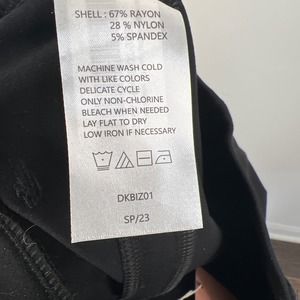 SHELL : 67% RAYON
28 % NYLON
5% SPANDEX
MACHINE WASH COLD
WITH LIKE COLORS
DELICATE CYCLE
ONLY NON-CHLORINE
BLEACH WHEN NEEDED
LAY FLAT TO DRY
LOW IRON IF NECESSARY
DKBIZ01
SP/23